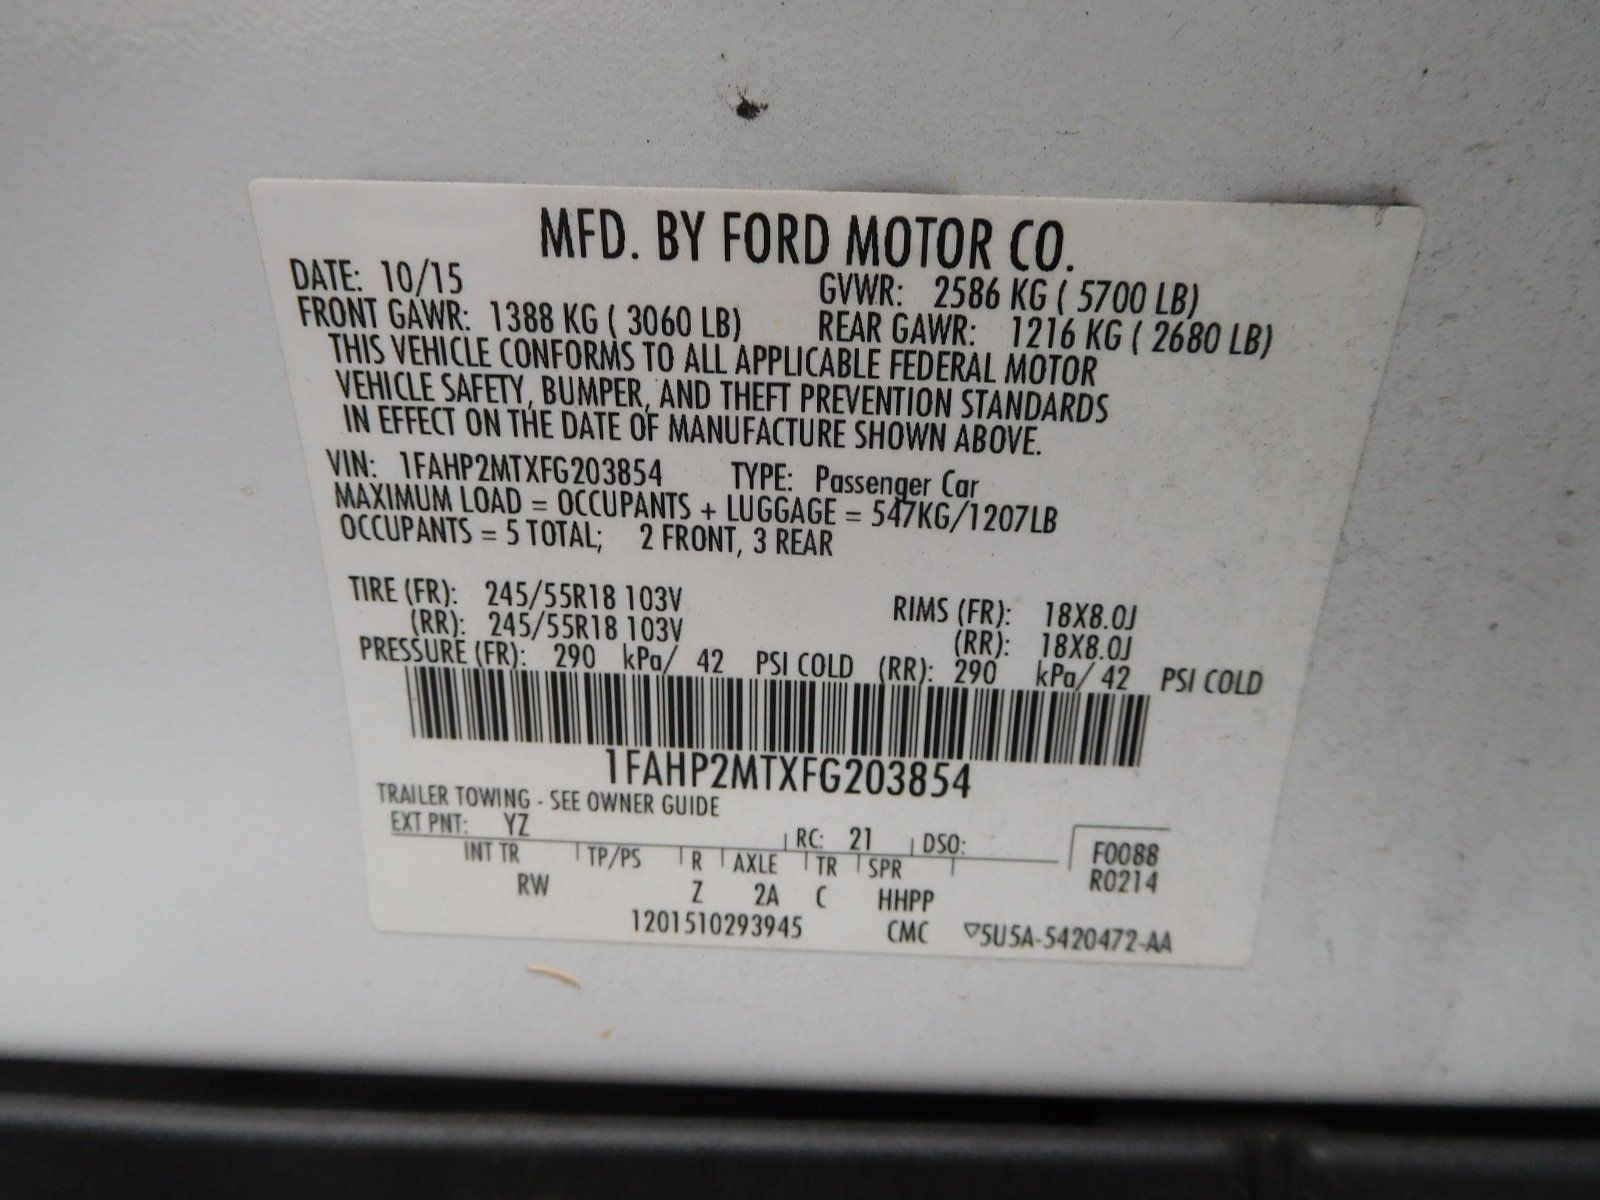 MFD. BY FORD MOTOR CO.
DATE: 10/15 GVWR: 2586 KG ( 5700 LB)
FRONT GAWR: 1388 KG ( 3060 LB) REAR GAWR: 1216 KG ( 2680 LB)
THIS VEHICLE CONFORMS TO ALL APPLICABLE FEDERAL MOTOR
VEHICLE SAFETY, BUMPER, AND THEFT PREVENTION STANDARDS
IN EFFECT ON THE DATE OF MANUFACTURE SHOWN ABOVE.
VIN: 1FAHP2MTXFG203854 TYPE: Passenger Car
MAXIMUM LOAD = OCCUPANTS + LUGGAGE = 547KG/1207LB
OCCUPANTS = 5 TOTAL; 2 FRONT, 3 REAR
TIRE (FR): 245/55R18 103V RIMS (FR): 18X8.0J
(RR): 245/55R18 103V (RR): 18X8.0J
PRESSURE (FR): 290 kPa/ 42 PSI COLD (RR): 290 kPa/ 42 PSI COLD
1FAHP2MTXFG203854
TRAILER TOWING - SEE OWNER GUIDE
EXT PNT: YZ RC: 21 DSO: F0088
INT TR TP/PS R AXLE TR SPR R0214
RW Z 2A C HHPP
1201510293945 CMC ▽5U5A-5420472-AA